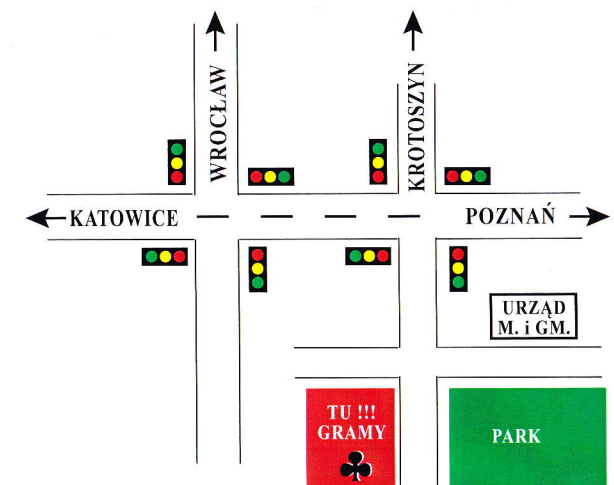 WROCŁAW
KROTOSZYN
KATOWICE
POZNAŃ
URZĄD
M. i GM.
TU !!!
GRAMY
PARK